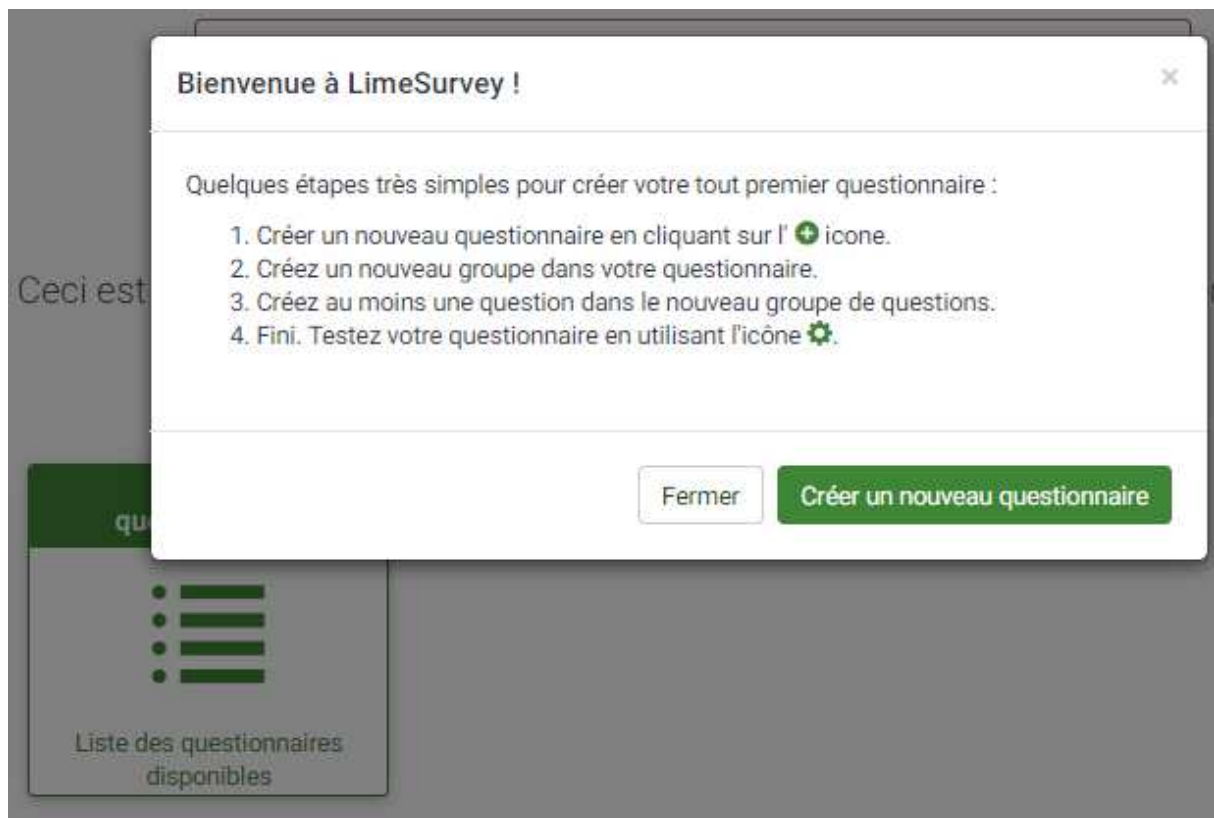 Bienvenue à LimeSurvey !
×
Quelques étapes très simples pour créer votre tout premier questionnaire :
1. Créer un nouveau questionnaire en cliquant sur l' icone.
2. Créez un nouveau groupe dans votre questionnaire.
3. Créez au moins une question dans le nouveau groupe de questions.
4. Fini. Testez votre questionnaire en utilisant l'icône .
Ceci est
Fermer
Créer un nouveau questionnaire
qu
Liste des questionnaires
disponibles